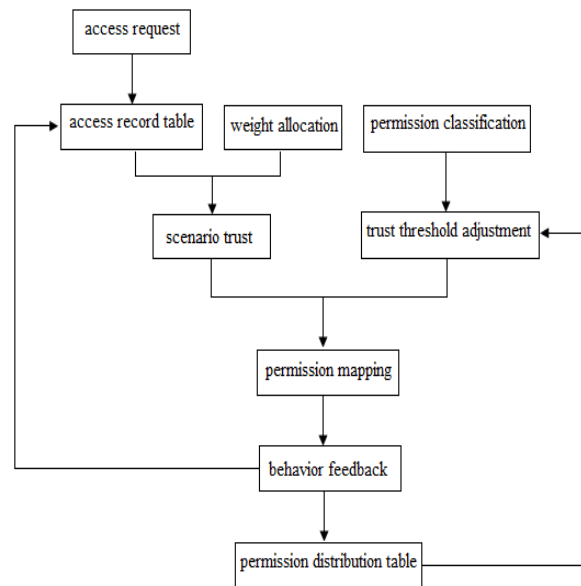 access request
access record table
weight allocation
permission classification
scenario trust
trust threshold adjustment
permission mapping
behavior feedback
permission distribution table